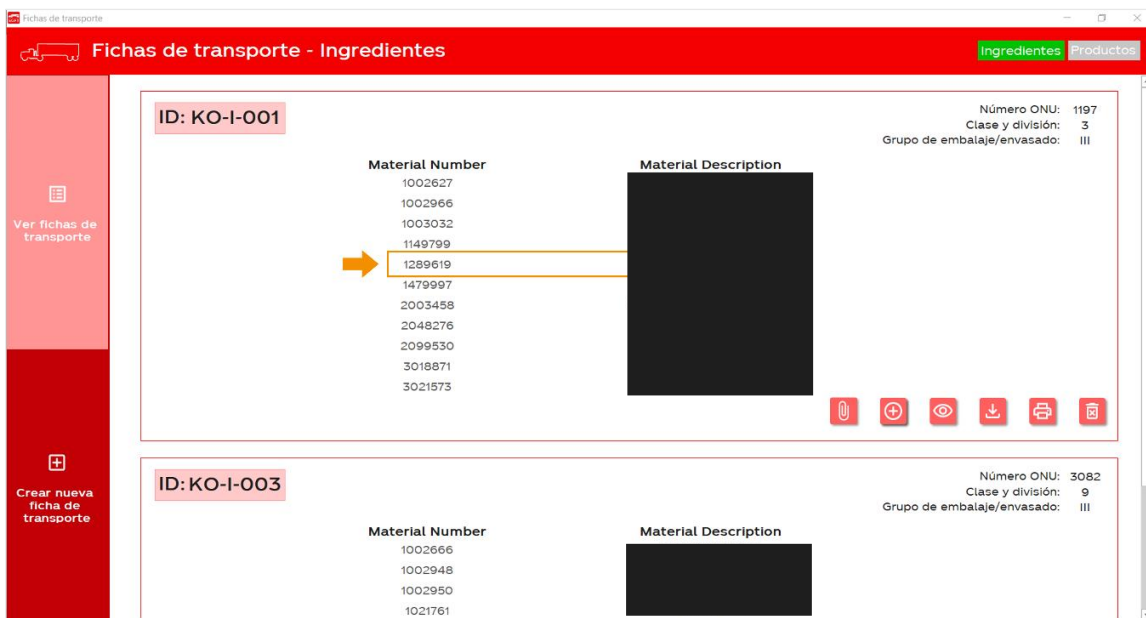 Fichas de transporte
Fichas de transporte - Ingredientes
Ingredientes Productos
Ver fichas de
transporte
Crear nueva
ficha de
transporte
ID: KO-I-001
Número ONU: 1197
Clase y división: 3
Grupo de embalaje/envasado: III
Material Number Material Description
1002627
1002966
1003032
1149799
1289619
1479997
2003458
2048276
2099530
3018871
3021573
ID: KO-I-003
Número ONU: 3082
Clase y división: 9
Grupo de embalaje/envasado: III
Material Number Material Description
1002666
1002948
1002950
1021761